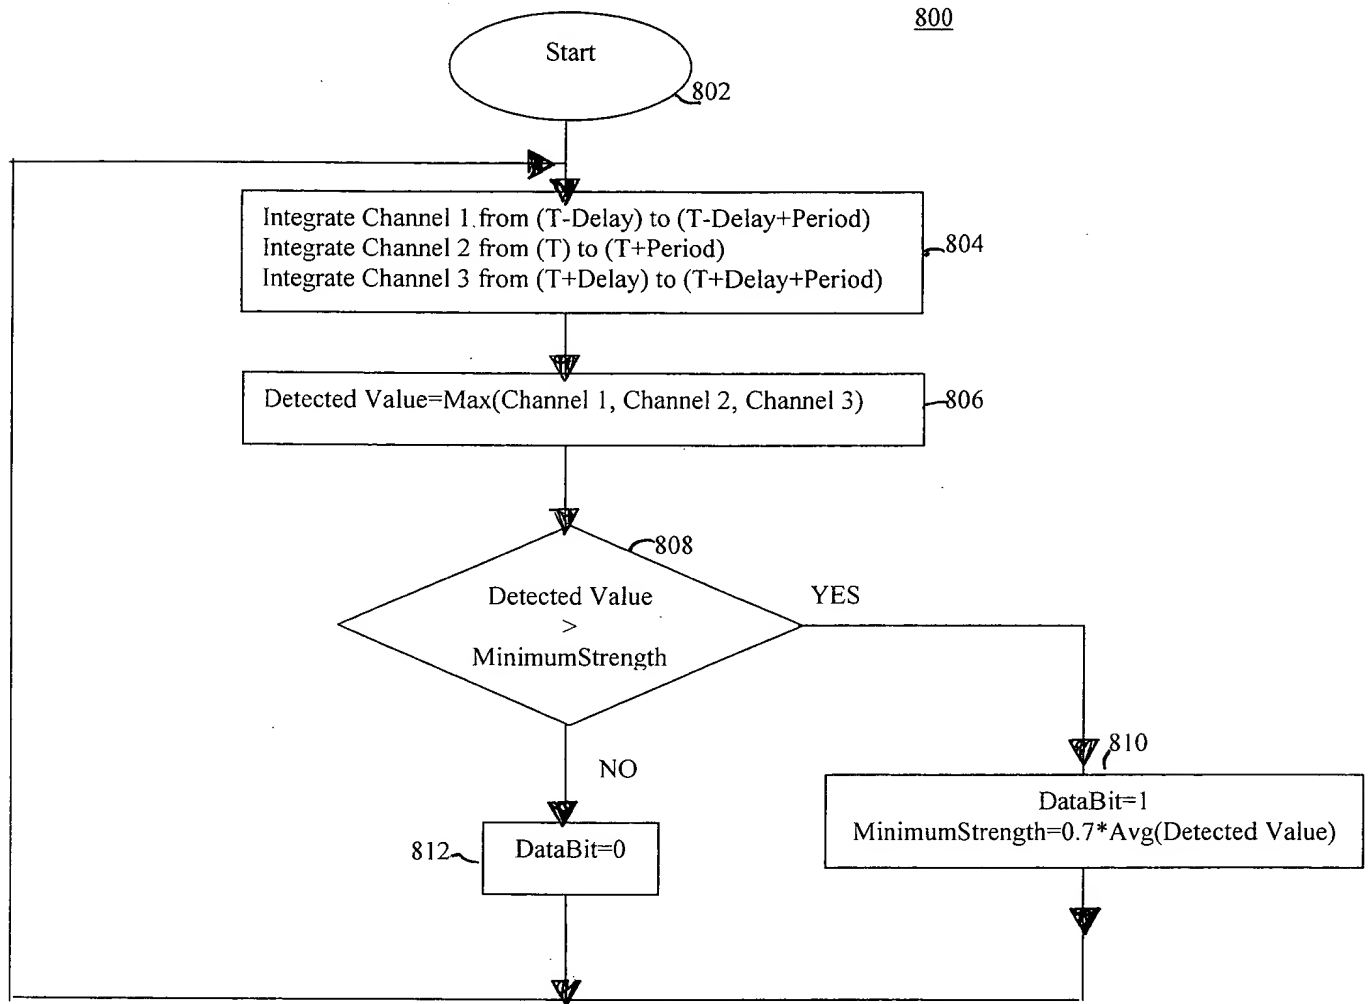 800
Start
802
Integrate Channel 1 from (T-Delay) to (T-Delay+Period)
Integrate Channel 2 from (T) to (T+Period)
Integrate Channel 3 from (T+Delay) to (T+Delay+Period)
804
Detected Value=Max(Channel 1, Channel 2, Channel 3)
806
808
Detected Value
>
MinimumStrength
YES
NO
810
DataBit=1
MinimumStrength=0.7*Avg(Detected Value)
812
DataBit=0